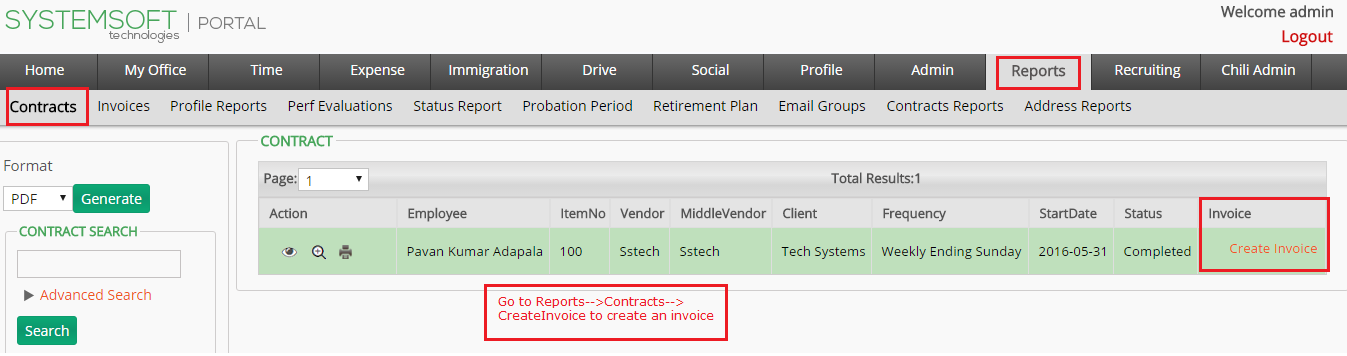 SYSTEMSOFT
technologies
PORTAL
Welcome admin
Logout
Home My Office Time Expense Immigration Drive Social Profile Admin Reports Recruiting Chili Admin
Contracts Invoices Profile Reports Perf Evaluations Status Report Probation Period Retirement Plan Email Groups Contracts Reports Address Reports
Format
PDF Generate
CONTRACT SEARCH
Advanced Search
Search
CONTRACT
Page: 1 Total Results:1
Action Employee ItemNo Vendor MiddleVendor Client Frequency StartDate Status Invoice
Pavan Kumar Adapala 100 Sstech Sstech Tech Systems Weekly Ending Sunday 2016-05-31 Completed Create Invoice
Go to Reports-->Contracts-->
CreateInvoice to create an invoice